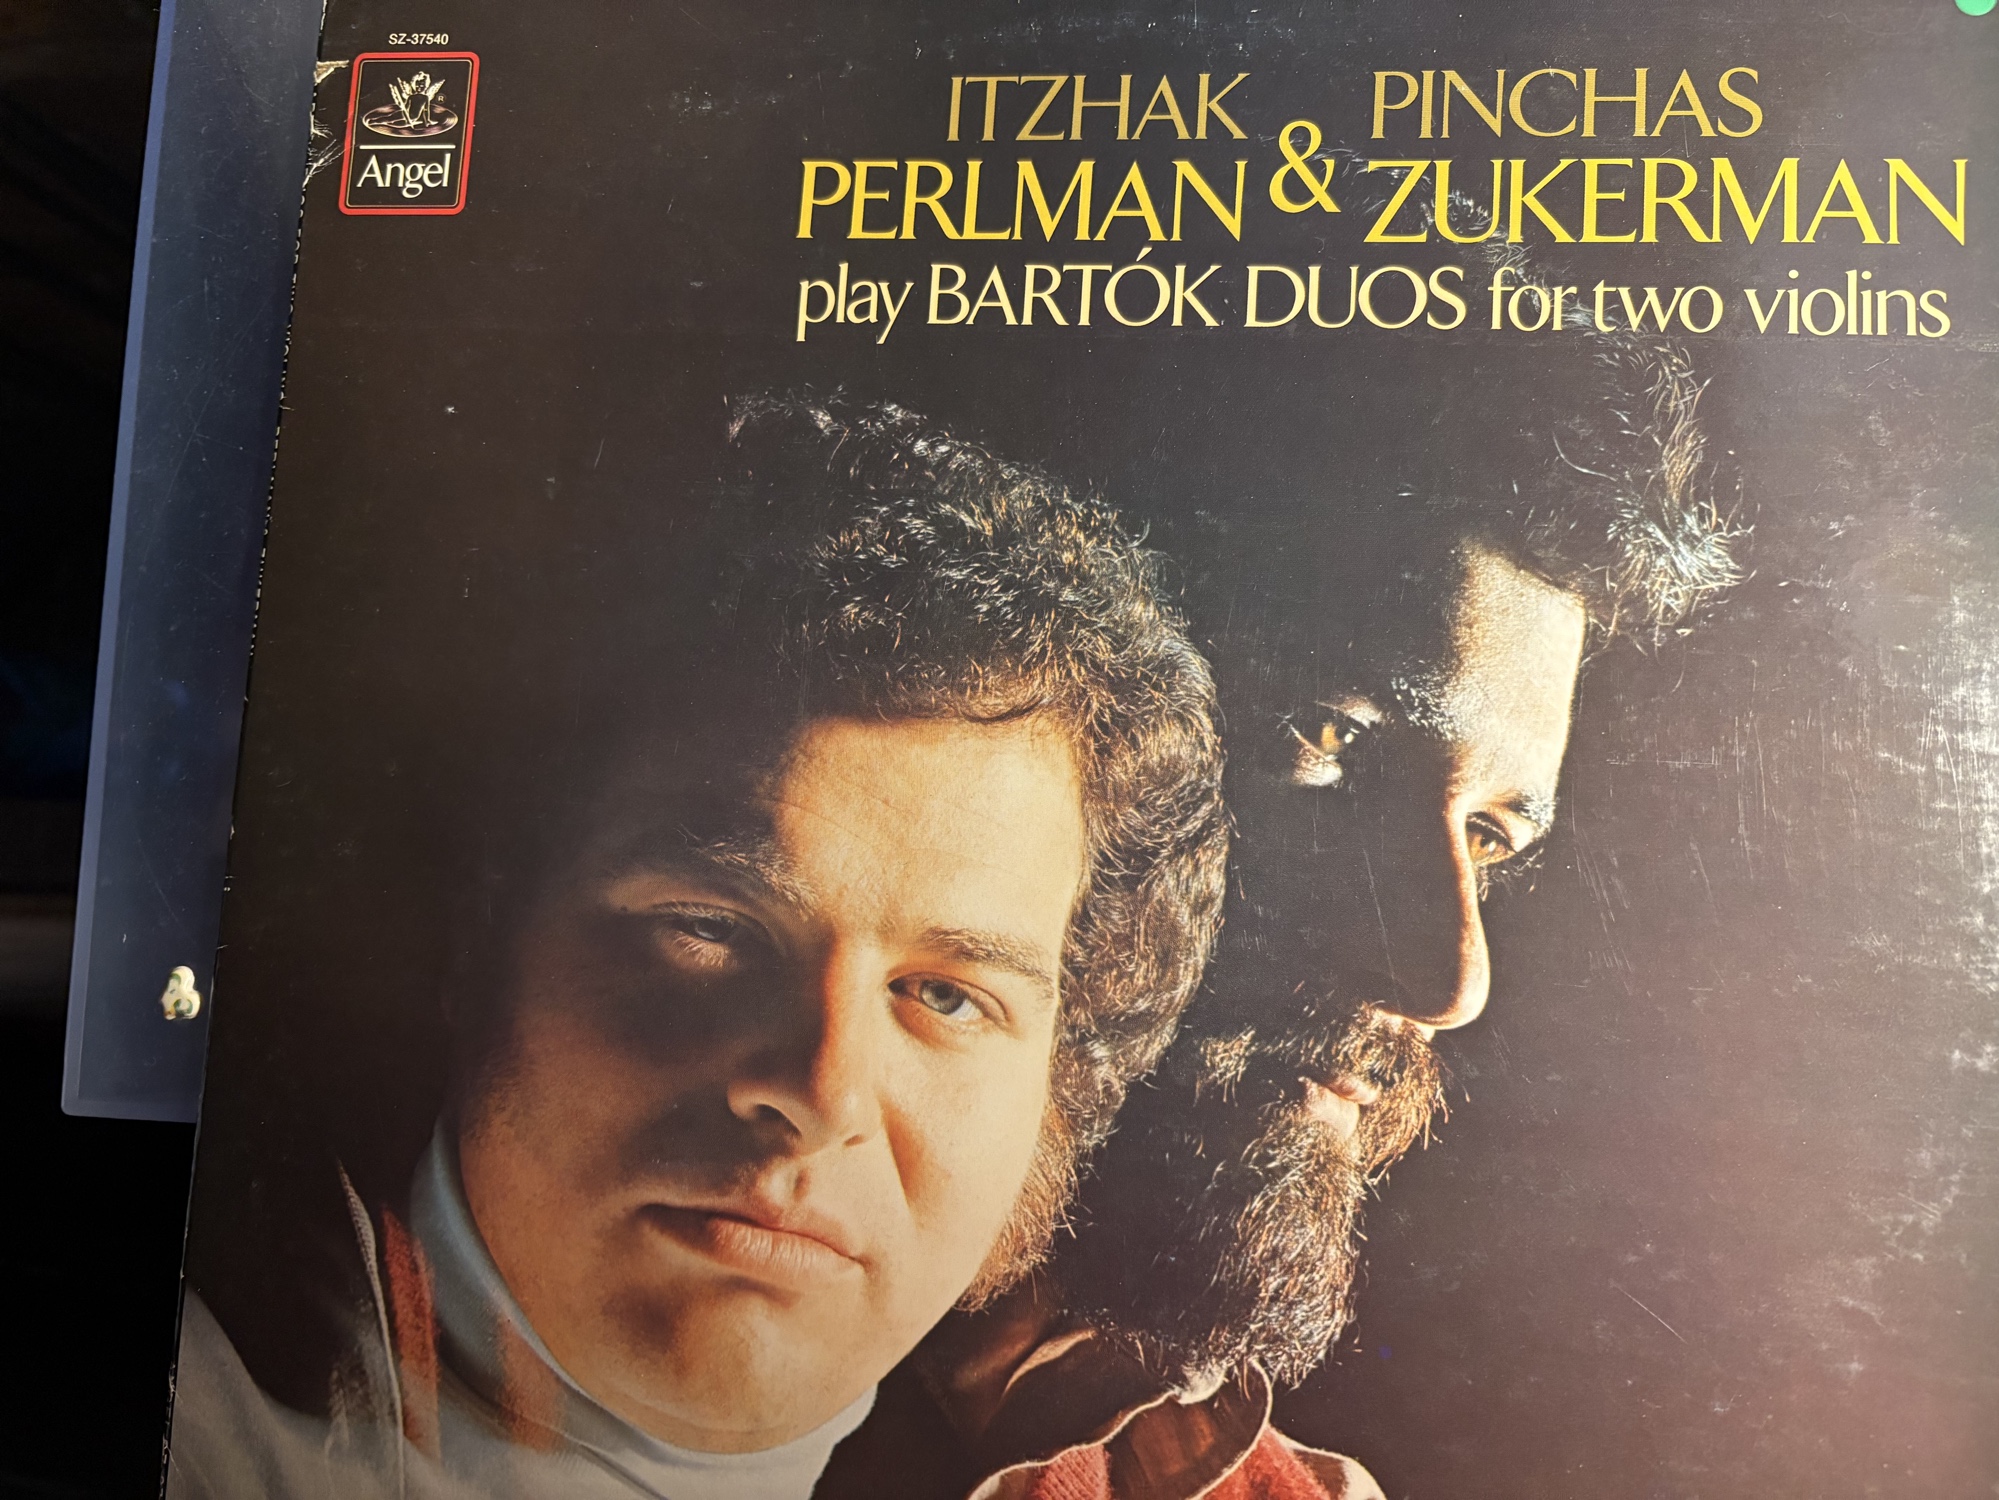 SZ-37540
Angel
ITZHAK PINCHAS
PERLMAN & ZUKERMAN
play BARTÓK DUOS for two violins